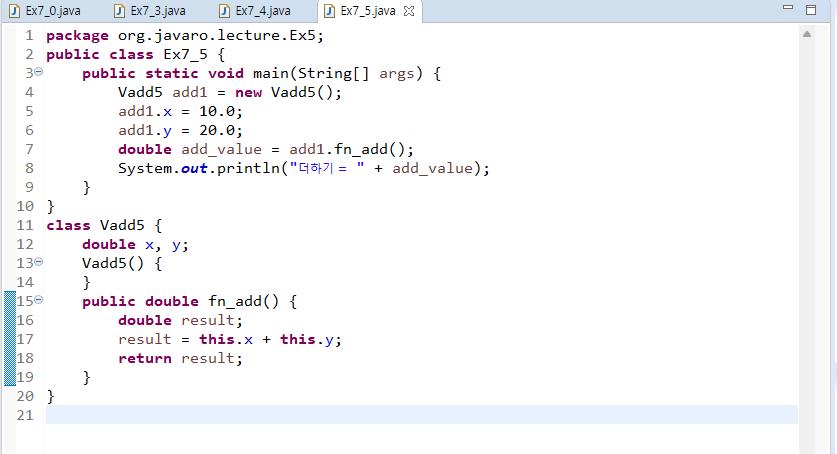 Ex7_0.java Ex7_3.java Ex7_4.java Ex7_5.java
1 package org.javaro.lecture.Ex5;
2 public class Ex7_5 {
3 public static void main(String[] args) {
4 Vadd5 add1 = new Vadd5();
5 add1.x = 10.0;
6 add1.y = 20.0;
7 double add_value = add1.fn_add();
8 System.out.println("더하기 = " + add_value);
9 }
10 }
11 class Vadd5 {
12 double x, y;
13 Vadd5() {
14 }
15 public double fn_add() {
16 double result;
17 result = this.x + this.y;
18 return result;
19 }
20 }
21